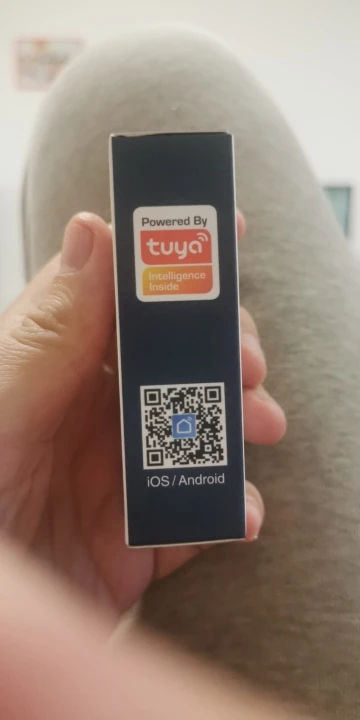 Powered By
tuya
Intelligence
Inside
iOS / Android